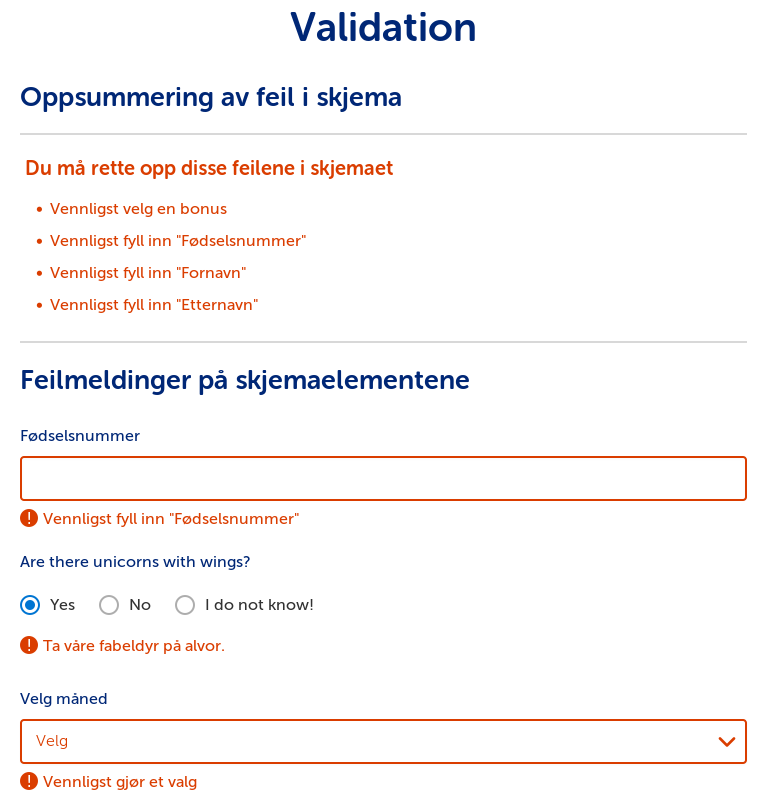 Validation
Oppsummering av feil i skjema
Du må rette opp disse feilene i skjemaet
• Vennligst velg en bonus
• Vennligst fyll inn "Fødselsnummer"
• Vennligst fyll inn "Fornavn"
• Vennligst fyll inn "Etternavn"
Feilmeldinger på skjemaelementene
Fødselsnummer
Vennligst fyll inn "Fødselsnummer"
Are there unicorns with wings?
Yes No I do not know!
Ta våre fabeldyr på alvor.
Velg måned
Velg
Vennligst gjør et valg